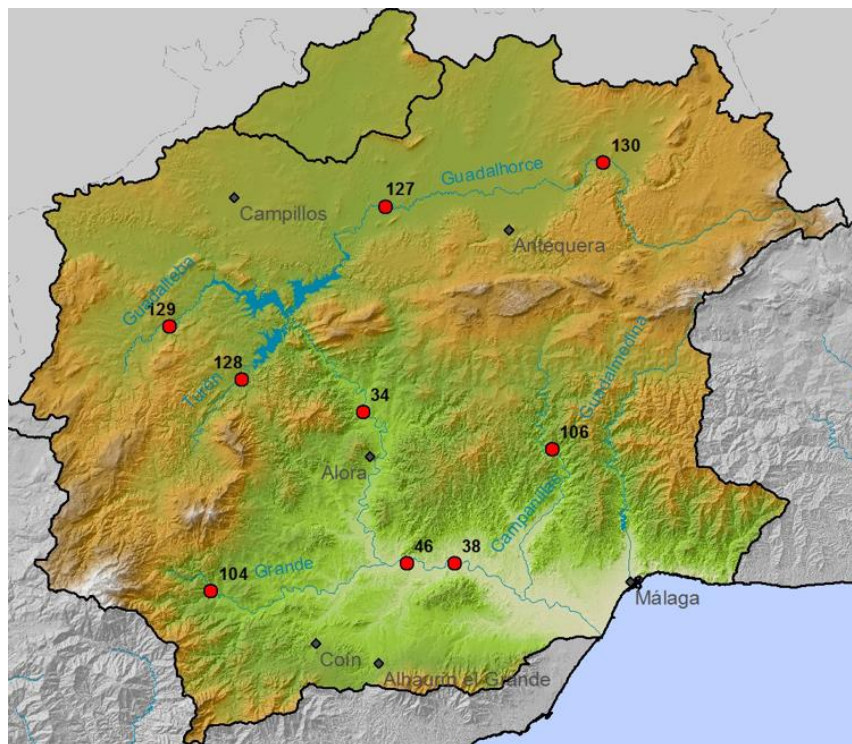 130
Guadalhorce
127
Campillos
Antequera
Guadalteba
129
Guadalmedina
128
Turón
34
106
Álora
Campanillas
46
38
Grande
104
Málaga
Coín
Alhaurín el Grande